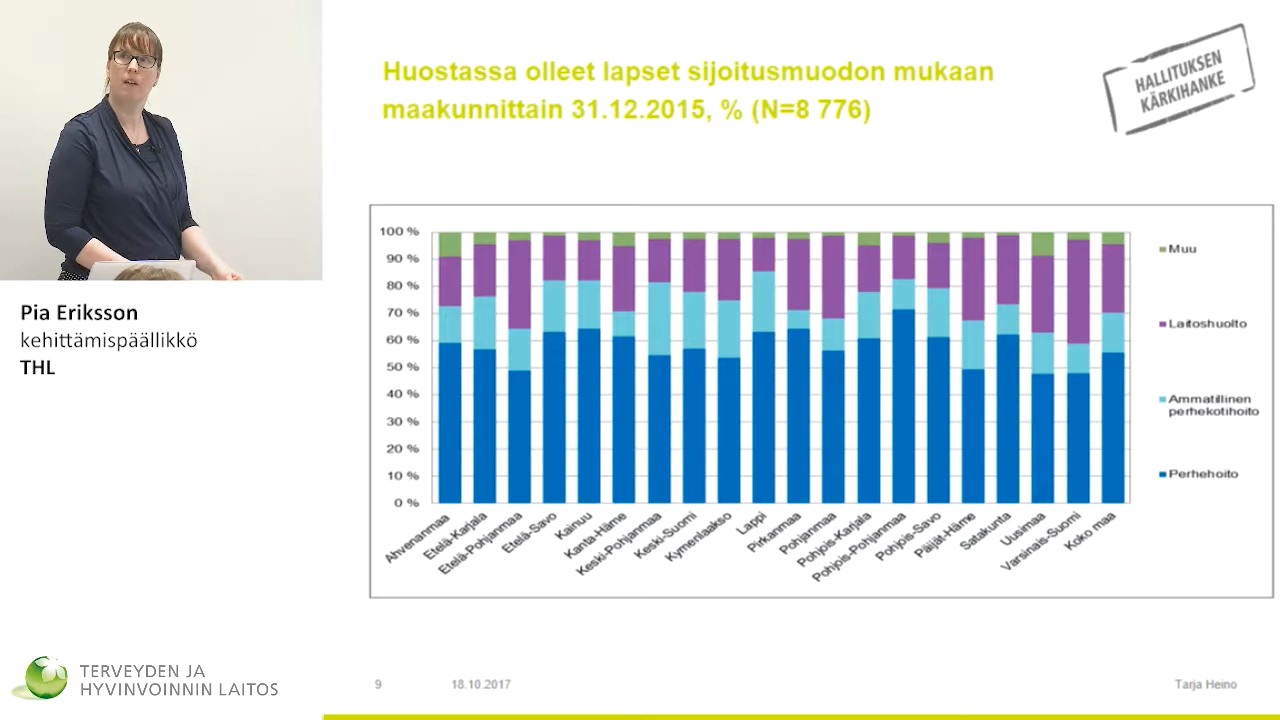 Huostassa olleet lapset sijoitusmuodon mukaan
maakunnittain 31.12.2015, % (N=8 776)
HALLITUKSEN
KÄRKIHANKE
Pia Eriksson
kehittämispäällikkö
THL
100 %
90 %
80 %
70 %
60 %
50 %
40 %
30 %
20 %
10 %
0 %
Ahvenanmaa
Etelä-Karjala
Etelä-Pohjanmaa
Etelä-Savo
Kainuu
Kanta-Häme
Keski-Pohjanmaa
Keski-Suomi
Kymenlaakso
Lappi
Pirkanmaa
Pohjanmaa
Pohjois-Karjala
Pohjois-Pohjanmaa
Pohjois-Savo
Päijät-Häme
Satakunta
Uusimaa
Varsinais-Suomi
Koko maa
Muu
Laitoshuolto
Ammatillinen
perhekotihoito
Perhehoito
TERVEYDEN JA
HYVINVOINNIN LAITOS
9
18.10.2017
Tarja Heino